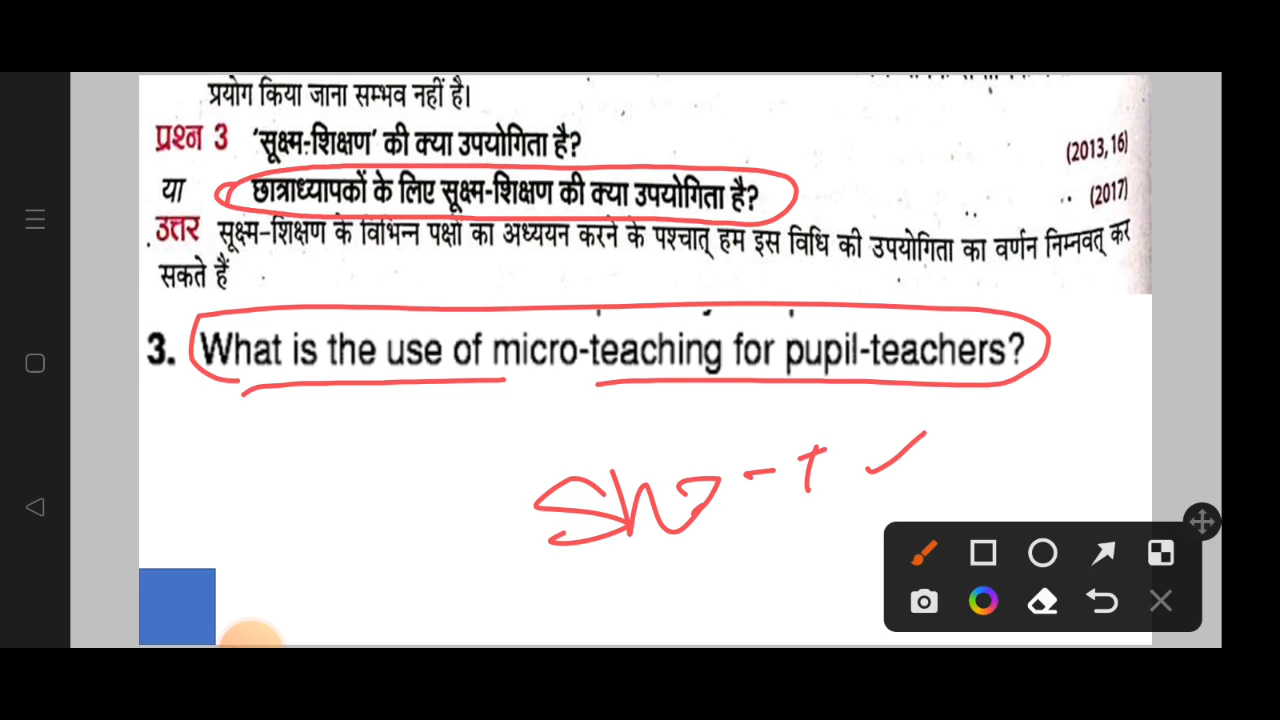 प्रयोग किया जाना सम्भव नहीं है।
प्रश्न 3 'सूक्ष्म-शिक्षण' की क्या उपयोगिता है? (2013, 16)
या छात्राध्यापकों के लिए सूक्ष्म-शिक्षण की क्या उपयोगिता है? (2017)
उत्तर सूक्ष्म-शिक्षण के विभिन्न पक्षों का अध्ययन करने के पश्चात् हम इस विधि की उपयोगिता का वर्णन निम्नवत् कर
सकते हैं
3. What is the use of micro-teaching for pupil-teachers?